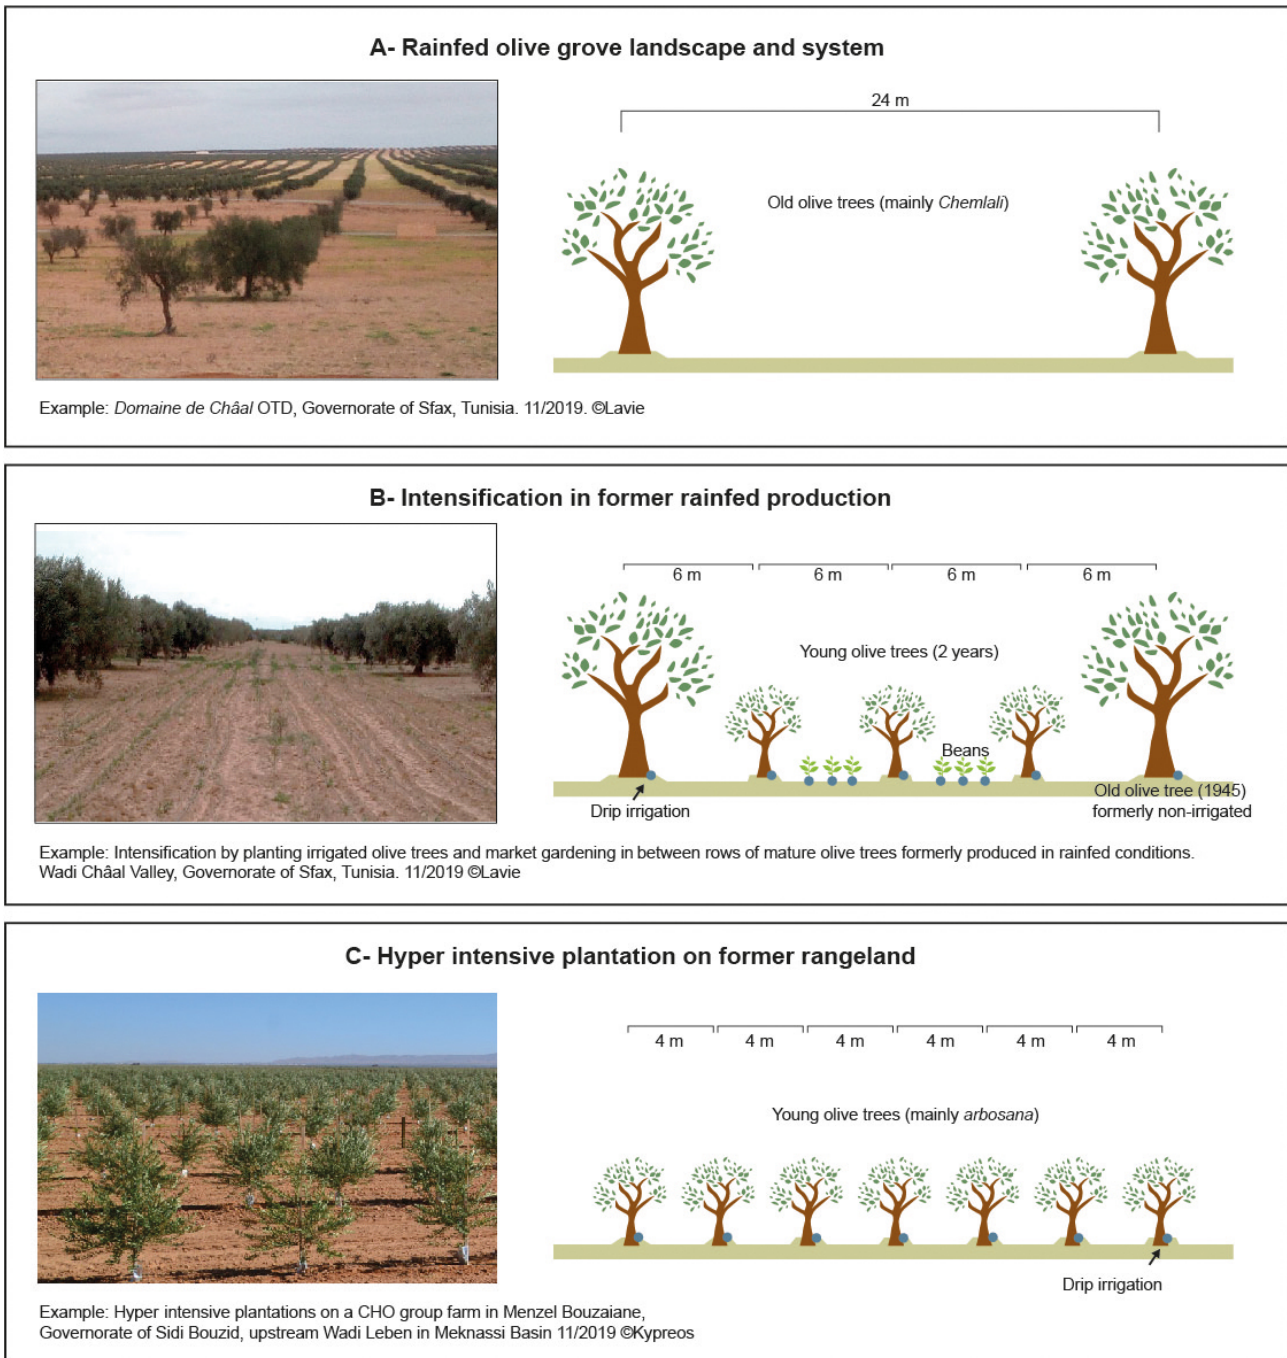 A- Rainfed olive grove landscape and system
24 m
Old olive trees (mainly Chemlali)
Example: Domaine de Châal OTD, Governorate of Sfax, Tunisia. 11/2019. ©Lavie
B- Intensification in former rainfed production
6 m
6 m
6 m
6 m
Young olive trees (2 years)
Beans
Drip irrigation
Old olive tree (1945)
formerly non-irrigated
Example: Intensification by planting irrigated olive trees and market gardening in between rows of mature olive trees formerly produced in rainfed conditions.
Wadi Châal Valley, Governorate of Sfax, Tunisia. 11/2019 ©Lavie
C- Hyper intensive plantation on former rangeland
4 m
4 m
4 m
4 m
4 m
4 m
Young olive trees (mainly arbosana)
Drip irrigation
Example: Hyper intensive plantations on a CHO group farm in Menzel Bouzaiane,
Governorate of Sidi Bouzid, upstream Wadi Leben in Meknassi Basin 11/2019 ©Kypreos